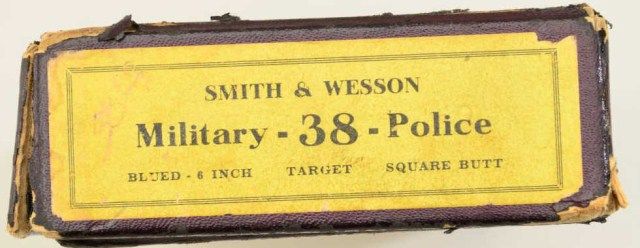 SMITH & WESSON
Military - 38 - Police
BLUED - 6 INCH TARGET SQUARE BUTT